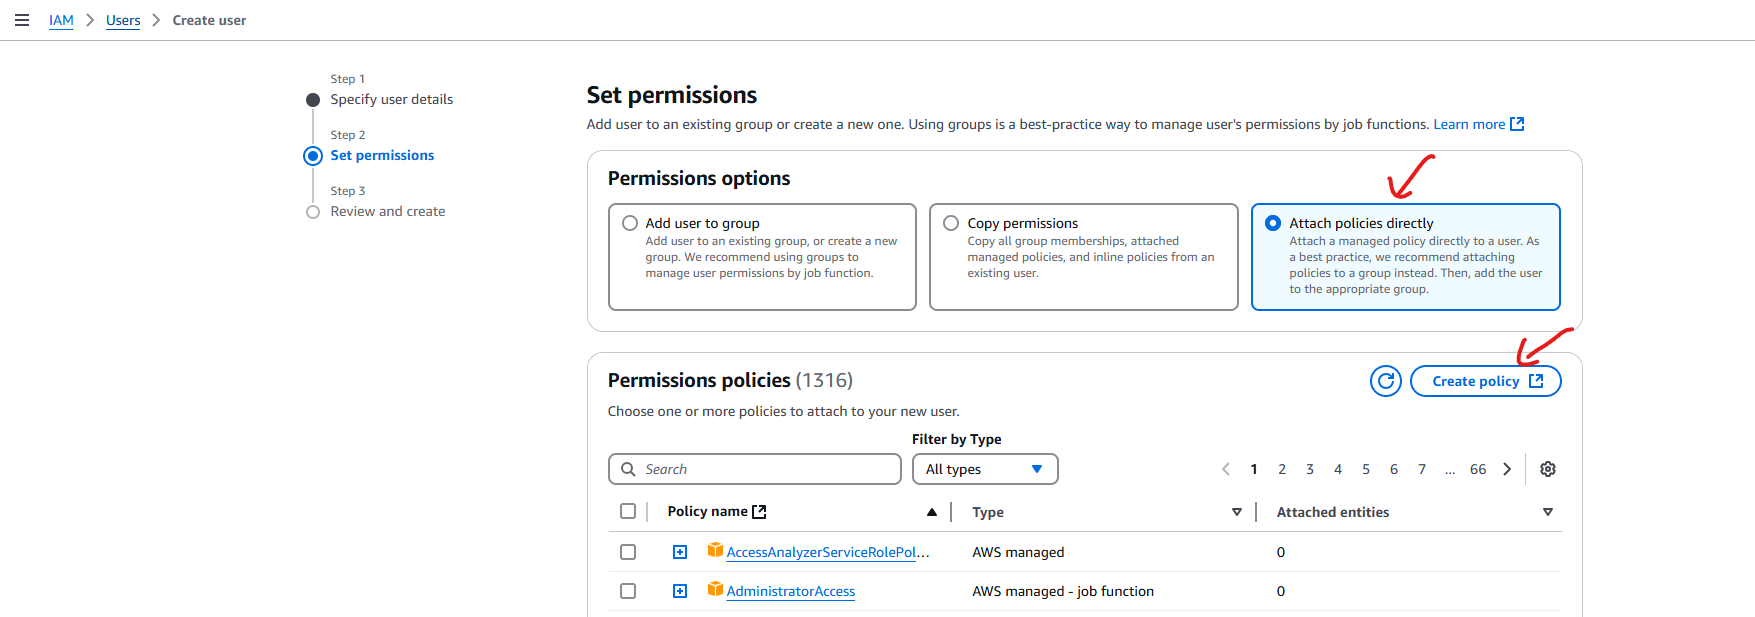 IAM > Users > Create user
Step 1
Specify user details
Step 2
Set permissions
Step 3
Review and create
Set permissions
Add user to an existing group or create a new one. Using groups is a best-practice way to manage user's permissions by job functions. Learn more
Permissions options
Add user to group
Add user to an existing group, or create a new
group. We recommend using groups to
manage user permissions by job function.
Copy permissions
Copy all group memberships, attached
managed policies, and inline policies from an
existing user.
Attach policies directly
Attach a managed policy directly to a user. As
a best practice, we recommend attaching
policies to a group instead. Then, add the user
to the appropriate group.
Permissions policies (1316)
Create policy
Choose one or more policies to attach to your new user.
Filter by Type
Search
All types
1 2 3 4 5 6 7 ... 66
Policy name Type Attached entities
AccessAnalyzerServiceRolePol... AWS managed 0
AdministratorAccess AWS managed - job function 0